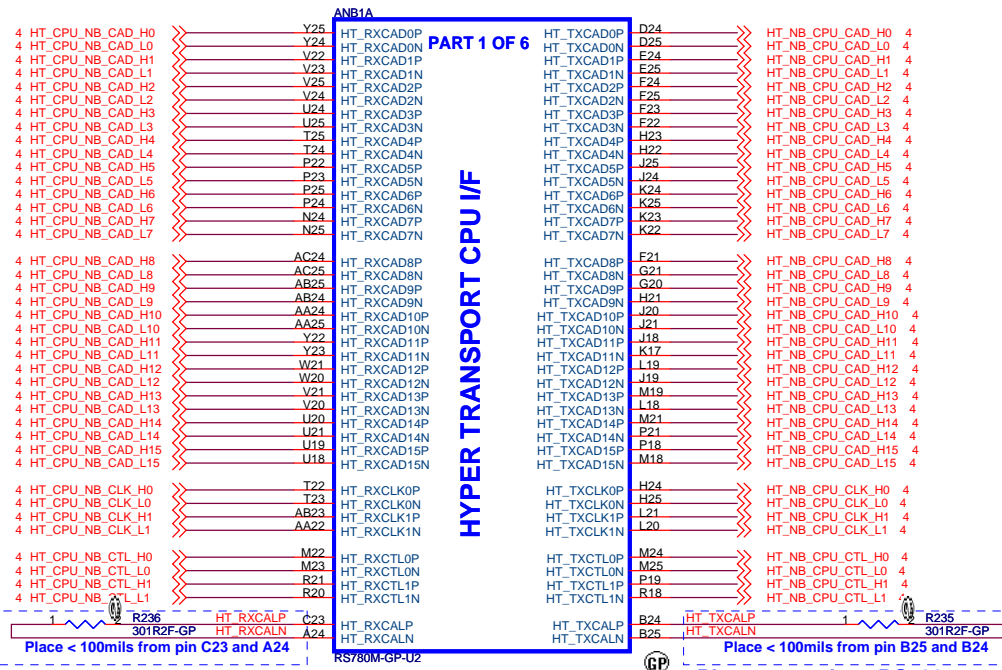 ANB1A
4 HT_CPU_NB_CAD_H0 Y25 HT_RXCAD0P PART 1 OF 6 HT_TXCAD0P D24 HT_NB_CPU_CAD_H0 4
4 HT_CPU_NB_CAD_L0 Y24 HT_RXCAD0N HT_TXCAD0N D25 HT_NB_CPU_CAD_L0 4
4 HT_CPU_NB_CAD_H1 V22 HT_RXCAD1P HT_TXCAD1P E24 HT_NB_CPU_CAD_H1 4
4 HT_CPU_NB_CAD_L1 V23 HT_RXCAD1N HT_TXCAD1N E25 HT_NB_CPU_CAD_L1 4
4 HT_CPU_NB_CAD_H2 V25 HT_RXCAD2P HT_TXCAD2P F24 HT_NB_CPU_CAD_H2 4
4 HT_CPU_NB_CAD_L2 V24 HT_RXCAD2N HT_TXCAD2N F25 HT_NB_CPU_CAD_L2 4
4 HT_CPU_NB_CAD_H3 U24 HT_RXCAD3P HT_TXCAD3P F23 HT_NB_CPU_CAD_H3 4
4 HT_CPU_NB_CAD_L3 U25 HT_RXCAD3N HT_TXCAD3N F22 HT_NB_CPU_CAD_L3 4
4 HT_CPU_NB_CAD_H4 T25 HT_RXCAD4P HT_TXCAD4P H23 HT_NB_CPU_CAD_H4 4
4 HT_CPU_NB_CAD_L4 T24 HT_RXCAD4N HT_TXCAD4N H22 HT_NB_CPU_CAD_L4 4
4 HT_CPU_NB_CAD_H5 P22 HT_RXCAD5P HT_TXCAD5P J25 HT_NB_CPU_CAD_H5 4
4 HT_CPU_NB_CAD_L5 P23 HT_RXCAD5N HT_TXCAD5N J24 HT_NB_CPU_CAD_L5 4
4 HT_CPU_NB_CAD_H6 P25 HT_RXCAD6P HT_TXCAD6P K24 HT_NB_CPU_CAD_H6 4
4 HT_CPU_NB_CAD_L6 P24 HT_RXCAD6N HT_TXCAD6N K25 HT_NB_CPU_CAD_L6 4
4 HT_CPU_NB_CAD_H7 N24 HT_RXCAD7P HT_TXCAD7P K23 HT_NB_CPU_CAD_H7 4
4 HT_CPU_NB_CAD_L7 N25 HT_RXCAD7N HT_TXCAD7N K22 HT_NB_CPU_CAD_L7 4
4 HT_CPU_NB_CAD_H8 AC24 HT_RXCAD8P HT_TXCAD8P F21 HT_NB_CPU_CAD_H8 4
4 HT_CPU_NB_CAD_L8 AC25 HT_RXCAD8N HT_TXCAD8N G21 HT_NB_CPU_CAD_L8 4
4 HT_CPU_NB_CAD_H9 AB25 HT_RXCAD9P HT_TXCAD9P G20 HT_NB_CPU_CAD_H9 4
4 HT_CPU_NB_CAD_L9 AB24 HT_RXCAD9N HT_TXCAD9N H21 HT_NB_CPU_CAD_L9 4
4 HT_CPU_NB_CAD_H10 AA24 HT_RXCAD10P HT_TXCAD10P J20 HT_NB_CPU_CAD_H10 4
4 HT_CPU_NB_CAD_L10 AA25 HT_RXCAD10N HT_TXCAD10N J21 HT_NB_CPU_CAD_L10 4
4 HT_CPU_NB_CAD_H11 Y22 HT_RXCAD11P HT_TXCAD11P J18 HT_NB_CPU_CAD_H11 4
4 HT_CPU_NB_CAD_L11 Y23 HT_RXCAD11N HT_TXCAD11N K17 HT_NB_CPU_CAD_L11 4
4 HT_CPU_NB_CAD_H12 W21 HT_RXCAD12P HT_TXCAD12P L19 HT_NB_CPU_CAD_H12 4
4 HT_CPU_NB_CAD_L12 W20 HT_RXCAD12N HT_TXCAD12N J19 HT_NB_CPU_CAD_L12 4
4 HT_CPU_NB_CAD_H13 V21 HT_RXCAD13P HT_TXCAD13P M19 HT_NB_CPU_CAD_H13 4
4 HT_CPU_NB_CAD_L13 V20 HT_RXCAD13N HT_TXCAD13N L18 HT_NB_CPU_CAD_L13 4
4 HT_CPU_NB_CAD_H14 U20 HT_RXCAD14P HT_TXCAD14P M21 HT_NB_CPU_CAD_H14 4
4 HT_CPU_NB_CAD_L14 U21 HT_RXCAD14N HT_TXCAD14N P21 HT_NB_CPU_CAD_L14 4
4 HT_CPU_NB_CAD_H15 U19 HT_RXCAD15P HT_TXCAD15P P18 HT_NB_CPU_CAD_H15 4
4 HT_CPU_NB_CAD_L15 U18 HT_RXCAD15N HT_TXCAD15N M18 HT_NB_CPU_CAD_L15 4
HYPER TRANSPORT CPU I/F
4 HT_CPU_NB_CLK_H0 T22 HT_RXCLK0P HT_TXCLK0P H24 HT_NB_CPU_CLK_H0 4
4 HT_CPU_NB_CLK_L0 T23 HT_RXCLK0N HT_TXCLK0N H25 HT_NB_CPU_CLK_L0 4
4 HT_CPU_NB_CLK_H1 AB23 HT_RXCLK1P HT_TXCLK1P L21 HT_NB_CPU_CLK_H1 4
4 HT_CPU_NB_CLK_L1 AA22 HT_RXCLK1N HT_TXCLK1N L20 HT_NB_CPU_CLK_L1 4
4 HT_CPU_NB_CTL_H0 M22 HT_RXCTL0P HT_TXCTL0P M24 HT_NB_CPU_CTL_H0 4
4 HT_CPU_NB_CTL_L0 M23 HT_RXCTL0N HT_TXCTL0N M25 HT_NB_CPU_CTL_L0 4
4 HT_CPU_NB_CTL_H1 R21 HT_RXCTL1P HT_TXCTL1P P19 HT_NB_CPU_CTL_H1 4
4 HT_CPU_NB_CTL_L1 R20 HT_RXCTL1N HT_TXCTL1N R18 HT_NB_CPU_CTL_L1 4
1 2 R236 HT_RXCALP C23 HT_RXCALP HT_TXCALP B24 HT_TXCALP 1 2 R235
301R2F-GP HT_RXCALN A24 HT_RXCALN HT_TXCALN B25 HT_TXCALN 301R2F-GP
Place < 100mils from pin C23 and A24 Place < 100mils from pin B25 and B24
RS780M-GP-U2 GP